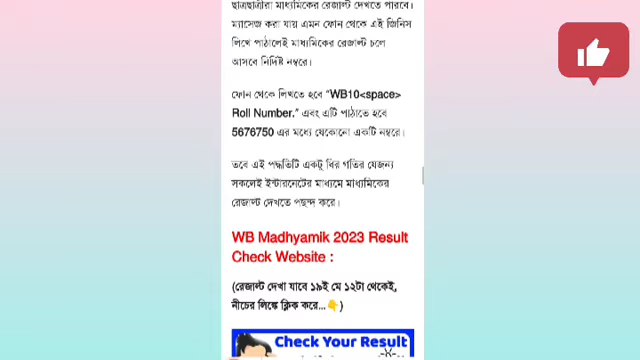 ছাত্রছাত্রীরা মাধ্যমিকের রেজাল্ট দেখতে পারবে।
ম্যাসেজ করা যায় এমন ফোন থেকে এই জিনিস
লিখে পাঠালেই মাধ্যমিকের রেজাল্ট চলে
আসবে নির্দিষ্ট নম্বরে।
ফোন থেকে লিখতে হবে “WB10<space>
Roll Number.” এবং এটি পাঠাতে হবে
5676750 এর মধ্যে যেকোনো একটি নম্বরে।
তবে এই পদ্ধতিটি একটু ধির গতির যেজন্য
সকলেই ইন্টারনেটের মাধ্যমে মাধ্যমিকের
রেজাল্ট দেখতে পছন্দ করে।
WB Madhyamik 2023 Result
Check Website :
(রেজাল্ট দেখা যাবে ১৯ই মে ১২টা থেকেই,
নীচের লিঙ্কে ক্লিক করে...👇)
Check Your Result